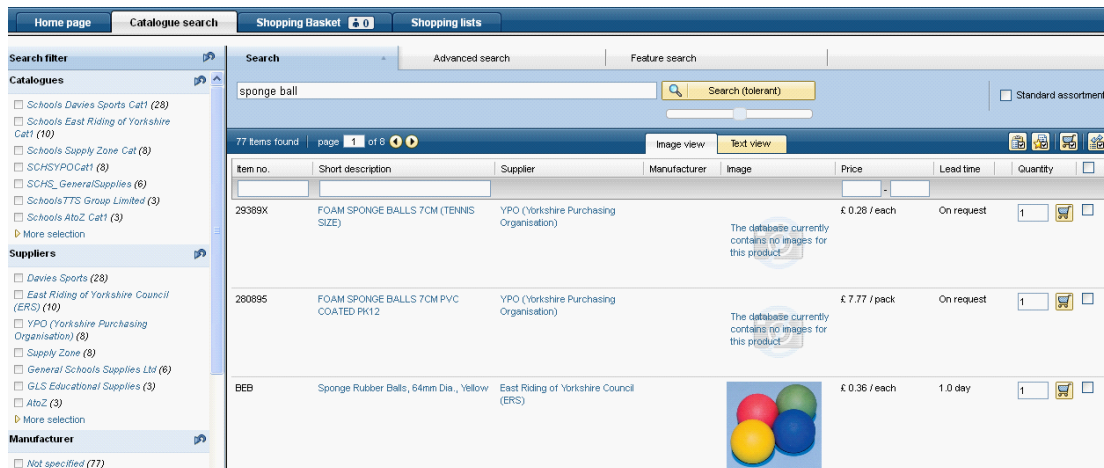 Home page Catalogue search Shopping Basket 0 Shopping lists
Search filter
Catalogues
Schools Davies Sports Cat1 (28)
Schools East Riding of Yorkshire
Cat1 (10)
Schools Supply Zone Cat (8)
SCHSYPOCat1 (8)
SCHS_GeneralSupplies (6)
SchoolsTTS Group Limited (3)
Schools AtoZ Cat1 (3)
More selection
Suppliers
Davies Sports (28)
East Riding of Yorkshire Council
(ERS) (10)
YPO (Yorkshire Purchasing
Organisation) (8)
Supply Zone (8)
General Schools Supplies Ltd (6)
GLS Educational Supplies (3)
AtoZ (3)
More selection
Manufacturer
Not specified (77)
Search Advanced search Feature search
sponge ball Search (tolerant) Standard assortment
77 Items found page 1 of 8 Image view Text view
Item no. Short description Supplier Manufacturer Image Price Lead time Quantity
-
29389X FOAM SPONGE BALLS 7CM (TENNIS YPO (Yorkshire Purchasing £ 0.28 / each On request 1
SIZE) Organisation)
The database currently
contains no images for
this product
280895 FOAM SPONGE BALLS 7CM PVC YPO (Yorkshire Purchasing £ 7.77 / pack On request 1
COATED PK12 Organisation)
The database currently
contains no images for
this product
BEB Sponge Rubber Balls, 64mm Dia., Yellow East Riding of Yorkshire Council £ 0.36 / each 1.0 day 1
(ERS)